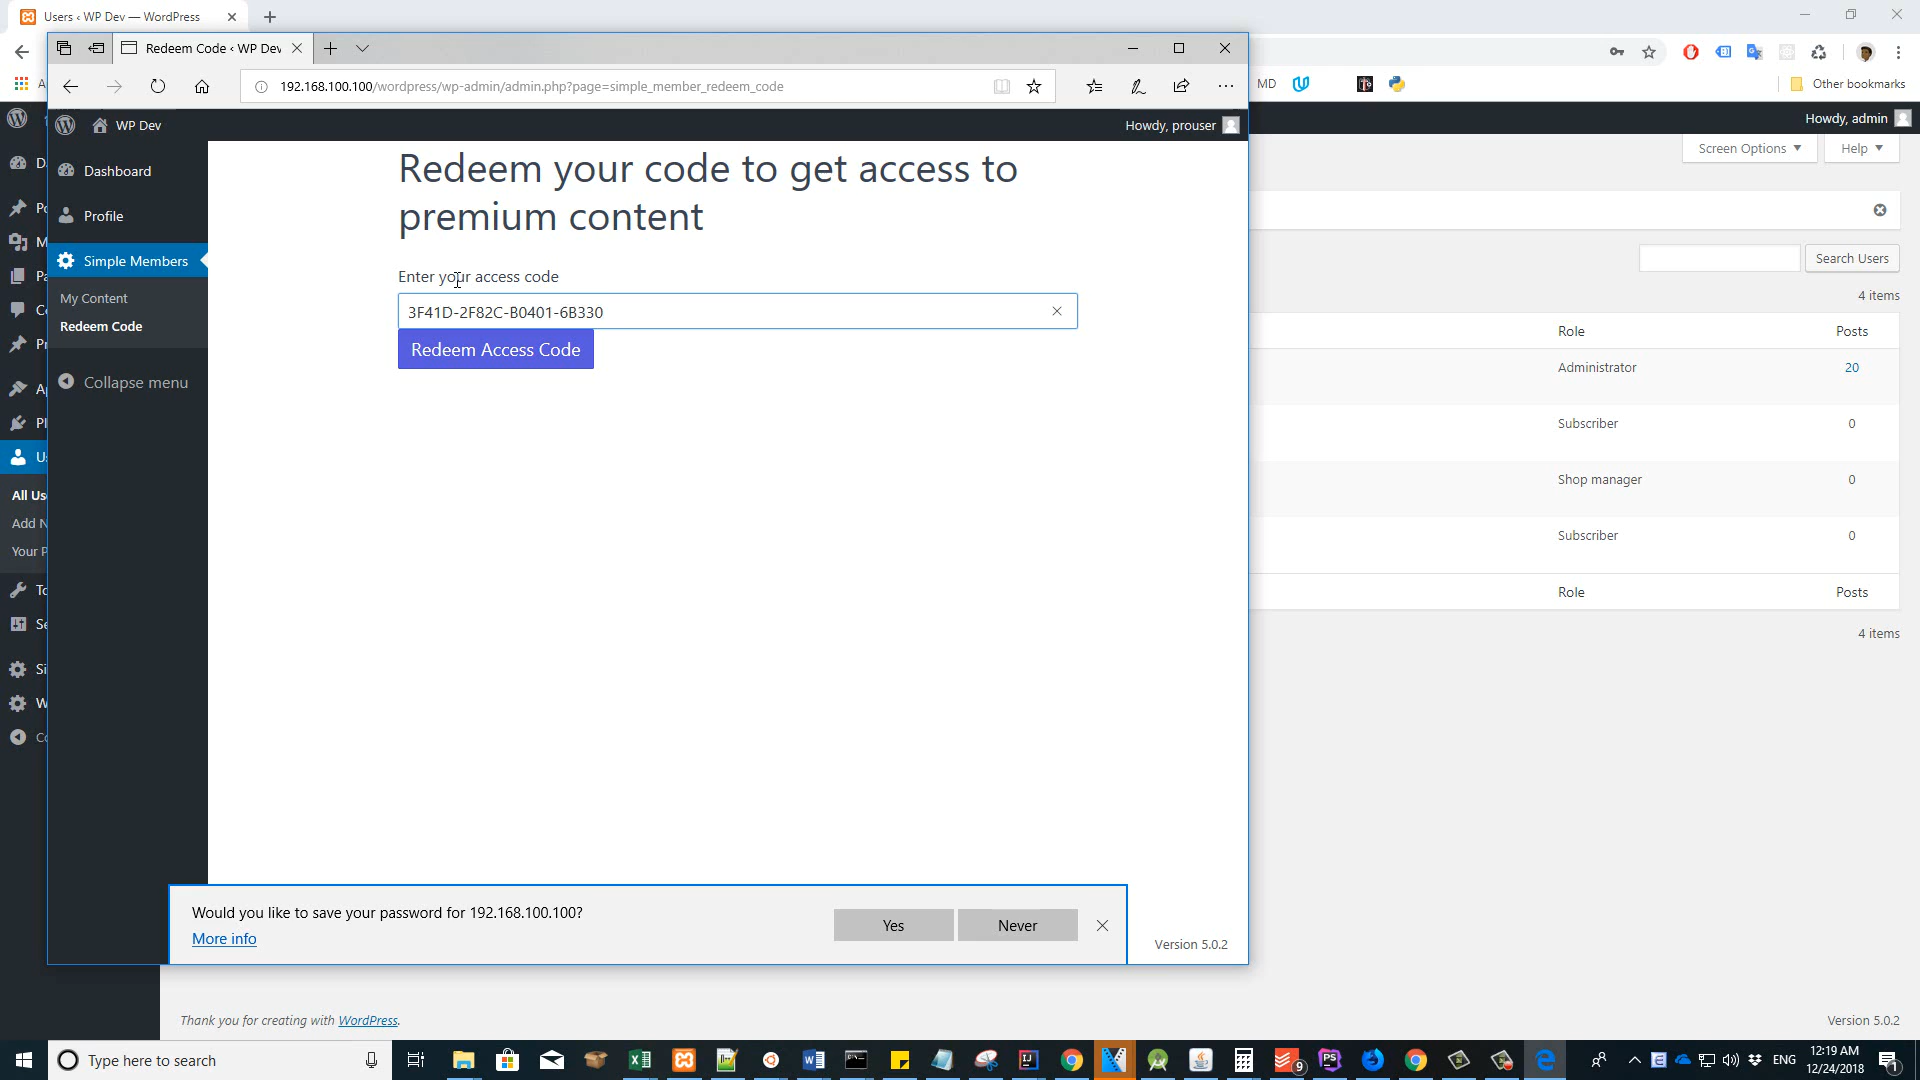 Users ‹ WP Dev — WordPress
Redeem Code ‹ WP Dev
192.168.100.100/wordpress/wp-admin/admin.php?page=simple_member_redeem_code
MD
Other bookmarks
WP Dev
Howdy, prouser
Howdy, admin
Screen Options
Help
Dashboard
Profile
Simple Members
My Content
Redeem Code
Collapse menu
All Us
Add N
Your P
Redeem your code to get access to
premium content
Enter your access code
3F41D-2F82C-B0401-6B330
Redeem Access Code
Search Users
4 items
Role
Posts
Administrator
20
Subscriber
0
Shop manager
0
Subscriber
0
Role
Posts
4 items
Would you like to save your password for 192.168.100.100?
More info
Yes
Never
Version 5.0.2
Thank you for creating with WordPress.
Version 5.0.2
Type here to search
9
ENG
12:19 AM
12/24/2018
1